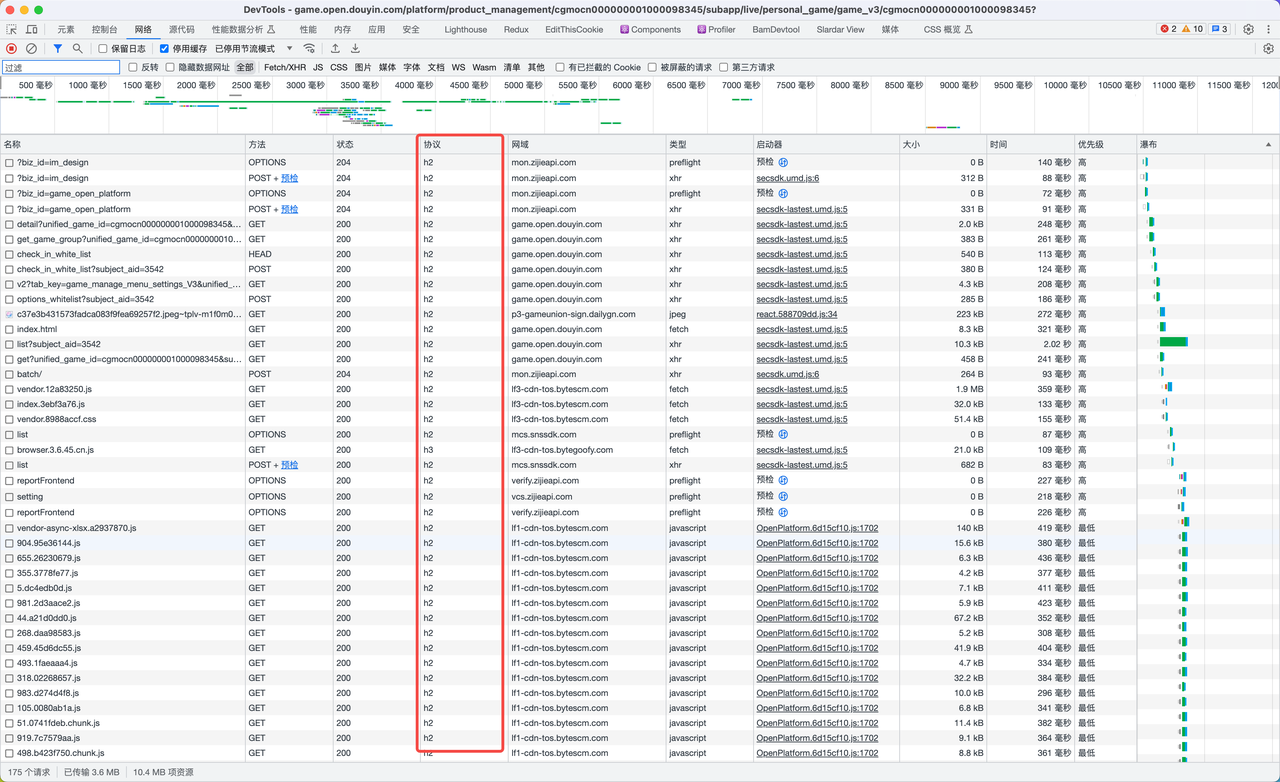 DevTools - game.open.douyin.com/platform/product_management/cgmocn000000001000098345/subapp/live/personal_game/game_v3/cgmocn000000001000098345?
元素 控制台 网络 源代码 性能数据分析 性能 内存 应用 安全 Lighthouse Redux EditThisCookie Components Profiler BamDevtool Slardar View 媒体 CSS 概览 2 10 3
保留日志 停用缓存 已停用节流模式
过滤 反转 隐藏数据网址 全部 Fetch/XHR JS CSS 图片 媒体 字体 文档 WS Wasm 清单 其他 有已拦截的 Cookie 被屏蔽的请求 第三方请求
500 毫秒 1000 毫秒 1500 毫秒 2000 毫秒 2500 毫秒 3000 毫秒 3500 毫秒 4000 毫秒 4500 毫秒 5000 毫秒 5500 毫秒 6000 毫秒 6500 毫秒 7000 毫秒 7500 毫秒 8000 毫秒 8500 毫秒 9000 毫秒 9500 毫秒 10000 毫秒 10500 毫秒 11000 毫秒 11500 毫秒 1200
名称 方法 状态 协议 网域 类型 启动器 大小 时间 优先级 瀑布
?biz_id=im_design OPTIONS 204 h2 mon.zijieapi.com preflight 预检 0 B 140 毫秒 高
?biz_id=im_design POST + 预检 204 h2 mon.zijieapi.com xhr secsdk.umd.js:6 312 B 88 毫秒 高
?biz_id=game_open_platform OPTIONS 204 h2 mon.zijieapi.com preflight 预检 0 B 72 毫秒 高
?biz_id=game_open_platform POST + 预检 204 h2 mon.zijieapi.com xhr secsdk-lastest.umd.js:5 331 B 91 毫秒 高
detail?unified_game_id=cgmocn000000001000098345&... GET 200 h2 game.open.douyin.com xhr secsdk-lastest.umd.js:5 2.0 kB 248 毫秒 高
get_game_group?unified_game_id=cgmocn0000000010... GET 200 h2 game.open.douyin.com xhr secsdk-lastest.umd.js:5 383 B 261 毫秒 高
check_in_white_list HEAD 200 h2 game.open.douyin.com xhr secsdk-lastest.umd.js:5 540 B 113 毫秒 高
check_in_white_list?subject_aid=3542 POST 200 h2 game.open.douyin.com xhr secsdk-lastest.umd.js:5 380 B 124 毫秒 高
v2?tab_key=game_manage_menu_settings_V3&unified_... GET 200 h2 game.open.douyin.com xhr secsdk-lastest.umd.js:5 4.3 kB 208 毫秒 高
options_whitelist?subject_aid=3542 POST 200 h2 game.open.douyin.com xhr secsdk-lastest.umd.js:5 285 B 186 毫秒 高
c37e3b431573fadca083f9fea69257f2.jpeg~tplv-m1f0m0... GET 200 h2 p3-gameunion-sign.dailygn.com jpeg react.588709dd.js:34 223 kB 272 毫秒 高
index.html GET 200 h2 game.open.douyin.com fetch secsdk-lastest.umd.js:5 8.3 kB 321 毫秒 高
list?subject_aid=3542 GET 200 h2 game.open.douyin.com xhr secsdk-lastest.umd.js:5 10.3 kB 2.02 秒 高
get?unified_game_id=cgmocn000000001000098345&su... GET 200 h2 game.open.douyin.com xhr secsdk-lastest.umd.js:5 458 B 241 毫秒 高
batch/ POST 204 h2 mon.zijieapi.com xhr secsdk.umd.js:6 264 B 93 毫秒 高
vendor.12a83250.js GET 200 h2 lf3-cdn-tos.bytescm.com fetch secsdk-lastest.umd.js:5 1.9 MB 359 毫秒 高
index.3ebf3a76.js GET 200 h2 lf3-cdn-tos.bytescm.com fetch secsdk-lastest.umd.js:5 32.0 kB 133 毫秒 高
vendor.8988accf.css GET 200 h2 lf3-cdn-tos.bytescm.com fetch secsdk-lastest.umd.js:5 51.4 kB 155 毫秒 高
list OPTIONS 200 h2 mcs.snssdk.com preflight 预检 0 B 87 毫秒 高
browser.3.6.45.cn.js GET 200 h3 lf3-cdn-tos.bytegoofy.com fetch secsdk-lastest.umd.js:5 21.0 kB 109 毫秒 高
list POST + 预检 200 h2 mcs.snssdk.com xhr secsdk-lastest.umd.js:5 682 B 83 毫秒 高
reportFrontend OPTIONS 200 h2 verify.zijieapi.com preflight 预检 0 B 227 毫秒 高
setting OPTIONS 200 h2 vcs.zijieapi.com preflight 预检 0 B 218 毫秒 高
reportFrontend OPTIONS 200 h2 verify.zijieapi.com preflight 预检 0 B 226 毫秒 高
vendor-async-xlsx.a2937870.js GET 200 h2 lf1-cdn-tos.bytescm.com javascript OpenPlatform.6d15cf10.js:1702 140 kB 419 毫秒 最低
904.95e36144.js GET 200 h2 lf1-cdn-tos.bytescm.com javascript OpenPlatform.6d15cf10.js:1702 15.6 kB 380 毫秒 最低
655.26230679.js GET 200 h2 lf1-cdn-tos.bytescm.com javascript OpenPlatform.6d15cf10.js:1702 6.3 kB 436 毫秒 最低
355.3778fe77.js GET 200 h2 lf1-cdn-tos.bytescm.com javascript OpenPlatform.6d15cf10.js:1702 4.2 kB 377 毫秒 最低
5.dc4edb0d.js GET 200 h2 lf1-cdn-tos.bytescm.com javascript OpenPlatform.6d15cf10.js:1702 7.1 kB 411 毫秒 最低
981.2d3aace2.js GET 200 h2 lf1-cdn-tos.bytescm.com javascript OpenPlatform.6d15cf10.js:1702 5.9 kB 423 毫秒 最低
44.a21d0dd0.js GET 200 h2 lf1-cdn-tos.bytescm.com javascript OpenPlatform.6d15cf10.js:1702 67.2 kB 352 毫秒 最低
268.daa98583.js GET 200 h2 lf1-cdn-tos.bytescm.com javascript OpenPlatform.6d15cf10.js:1702 5.2 kB 308 毫秒 最低
459.45d6dc55.js GET 200 h2 lf1-cdn-tos.bytescm.com javascript OpenPlatform.6d15cf10.js:1702 41.9 kB 404 毫秒 最低
493.1faeaaa4.js GET 200 h2 lf1-cdn-tos.bytescm.com javascript OpenPlatform.6d15cf10.js:1702 4.7 kB 334 毫秒 最低
318.02268657.js GET 200 h2 lf1-cdn-tos.bytescm.com javascript OpenPlatform.6d15cf10.js:1702 32.2 kB 384 毫秒 最低
983.d274d4f8.js GET 200 h2 lf1-cdn-tos.bytescm.com javascript OpenPlatform.6d15cf10.js:1702 10.0 kB 296 毫秒 最低
105.0080ab1a.js GET 200 h2 lf1-cdn-tos.bytescm.com javascript OpenPlatform.6d15cf10.js:1702 6.8 kB 341 毫秒 最低
51.0741fdeb.chunk.js GET 200 h2 lf1-cdn-tos.bytescm.com javascript OpenPlatform.6d15cf10.js:1702 11.4 kB 382 毫秒 最低
919.7c7579aa.js GET 200 h2 lf1-cdn-tos.bytescm.com javascript OpenPlatform.6d15cf10.js:1702 9.1 kB 364 毫秒 最低
498.b423f750.chunk.js GET 200 h2 lf1-cdn-tos.bytescm.com javascript OpenPlatform.6d15cf10.js:1702 8.8 kB 361 毫秒 最低
175 个请求 已传输 3.6 MB 10.4 MB 项资源